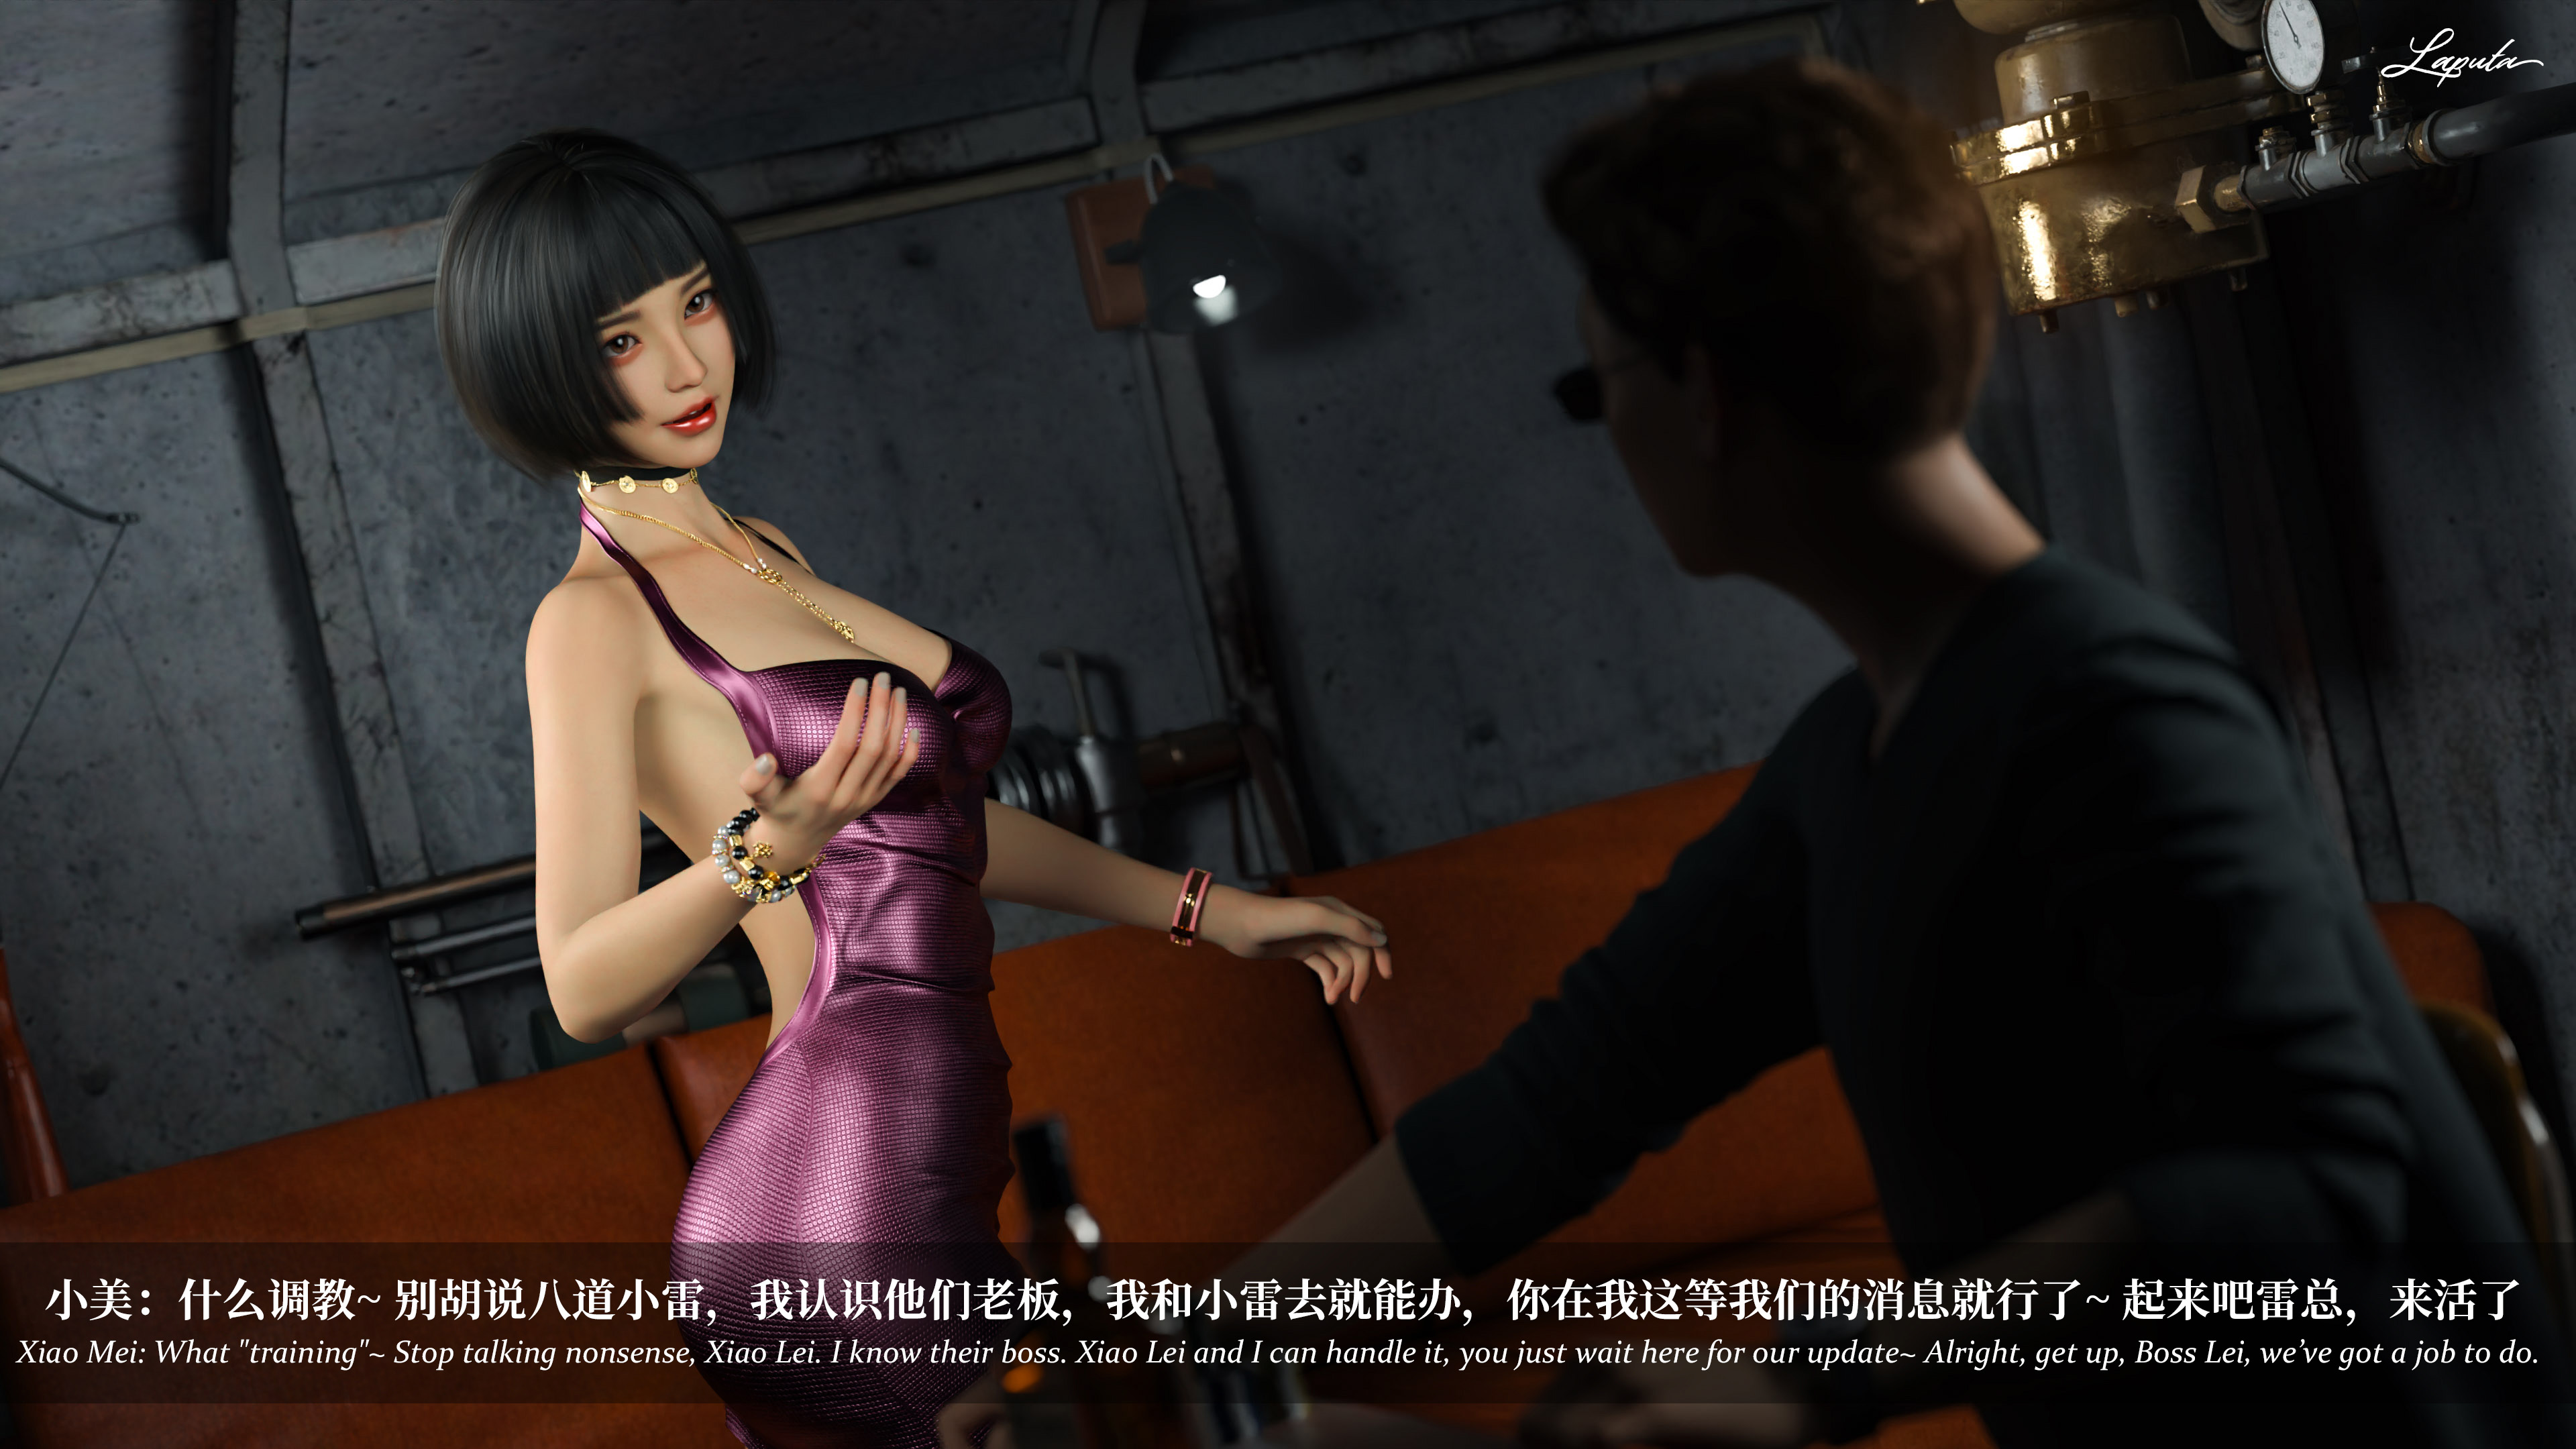 Laputa
小美：什么调教~ 别胡说八道小雷，我认识他们老板，我和小雷去就能办，你在我这等我们的消息就行了~ 起来吧雷总，来活了
Xiao Mei: What "training"~ Stop talking nonsense, Xiao Lei. I know their boss. Xiao Lei and I can handle it, you just wait here for our update~ Alright, get up, Boss Lei, we’ve got a job to do.